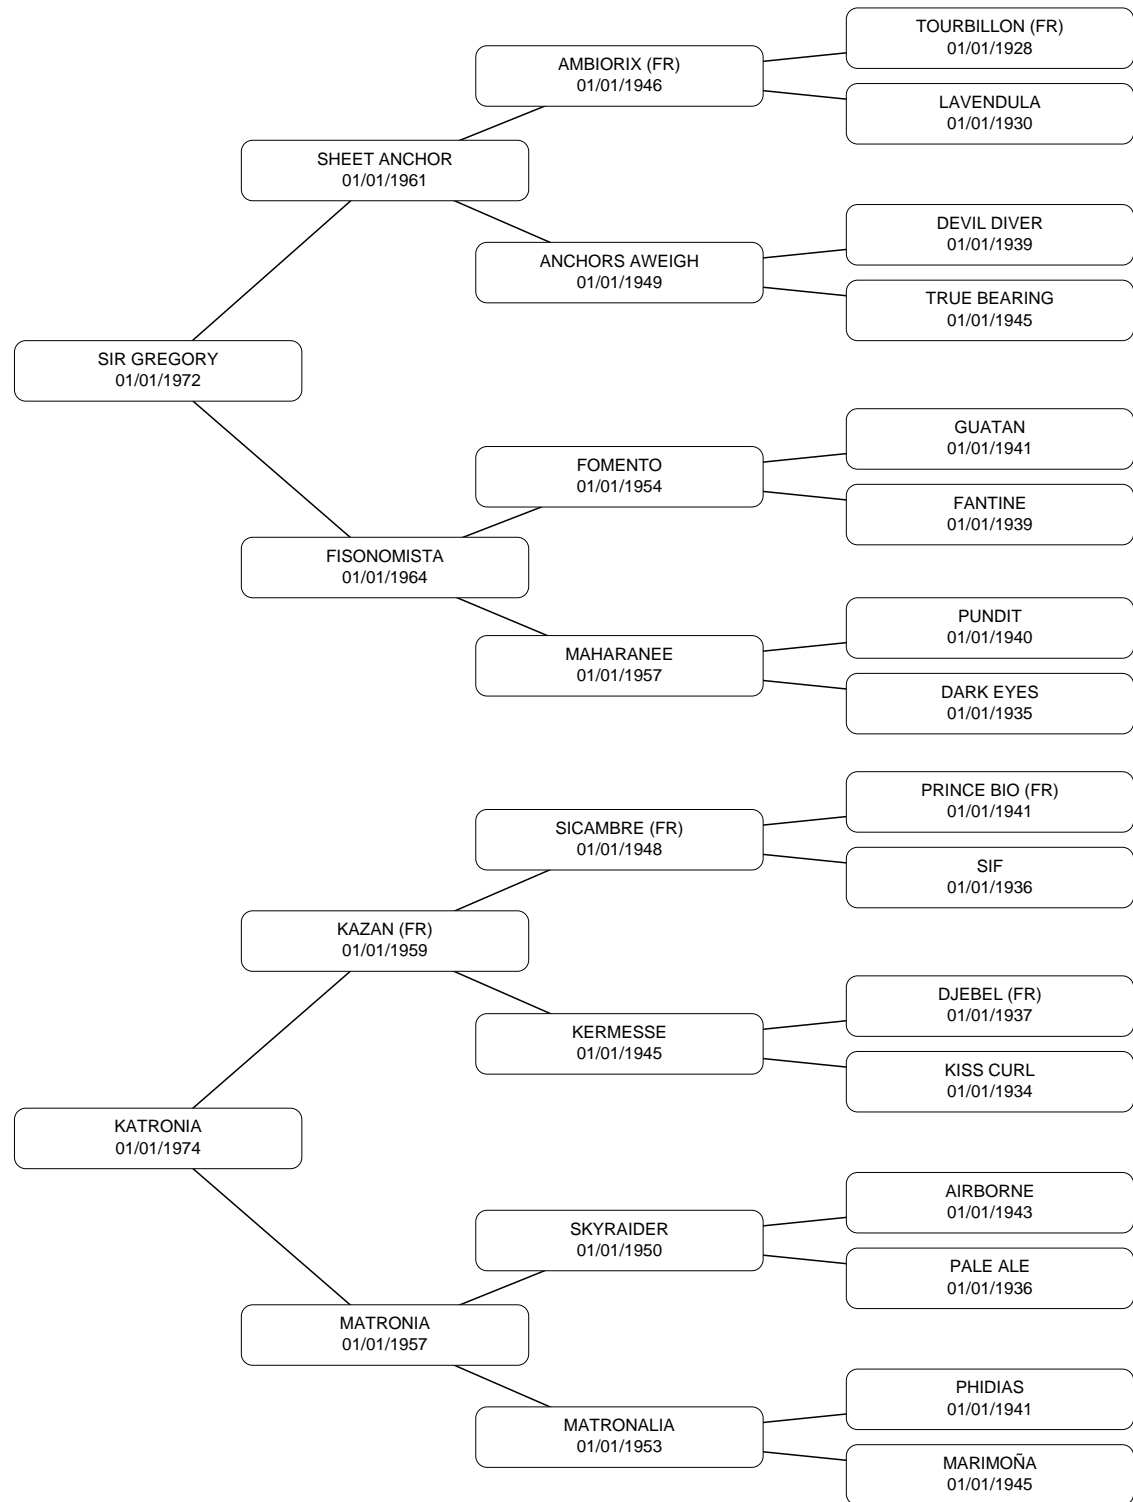 TOURBILLON (FR)
01/01/1928
AMBIORIX (FR)
01/01/1946
LAVENDULA
01/01/1930
SHEET ANCHOR
01/01/1961
DEVIL DIVER
01/01/1939
ANCHORS AWEIGH
01/01/1949
TRUE BEARING
01/01/1945
SIR GREGORY
01/01/1972
GUATAN
01/01/1941
FOMENTO
01/01/1954
FANTINE
01/01/1939
FISONOMISTA
01/01/1964
PUNDIT
01/01/1940
MAHARANEE
01/01/1957
DARK EYES
01/01/1935
PRINCE BIO (FR)
01/01/1941
SICAMBRE (FR)
01/01/1948
SIF
01/01/1936
KAZAN (FR)
01/01/1959
DJEBEL (FR)
01/01/1937
KERMESSE
01/01/1945
KISS CURL
01/01/1934
KATRONIA
01/01/1974
AIRBORNE
01/01/1943
SKYRAIDER
01/01/1950
PALE ALE
01/01/1936
MATRONIA
01/01/1957
PHIDIAS
01/01/1941
MATRONALIA
01/01/1953
MARIMOÑA
01/01/1945